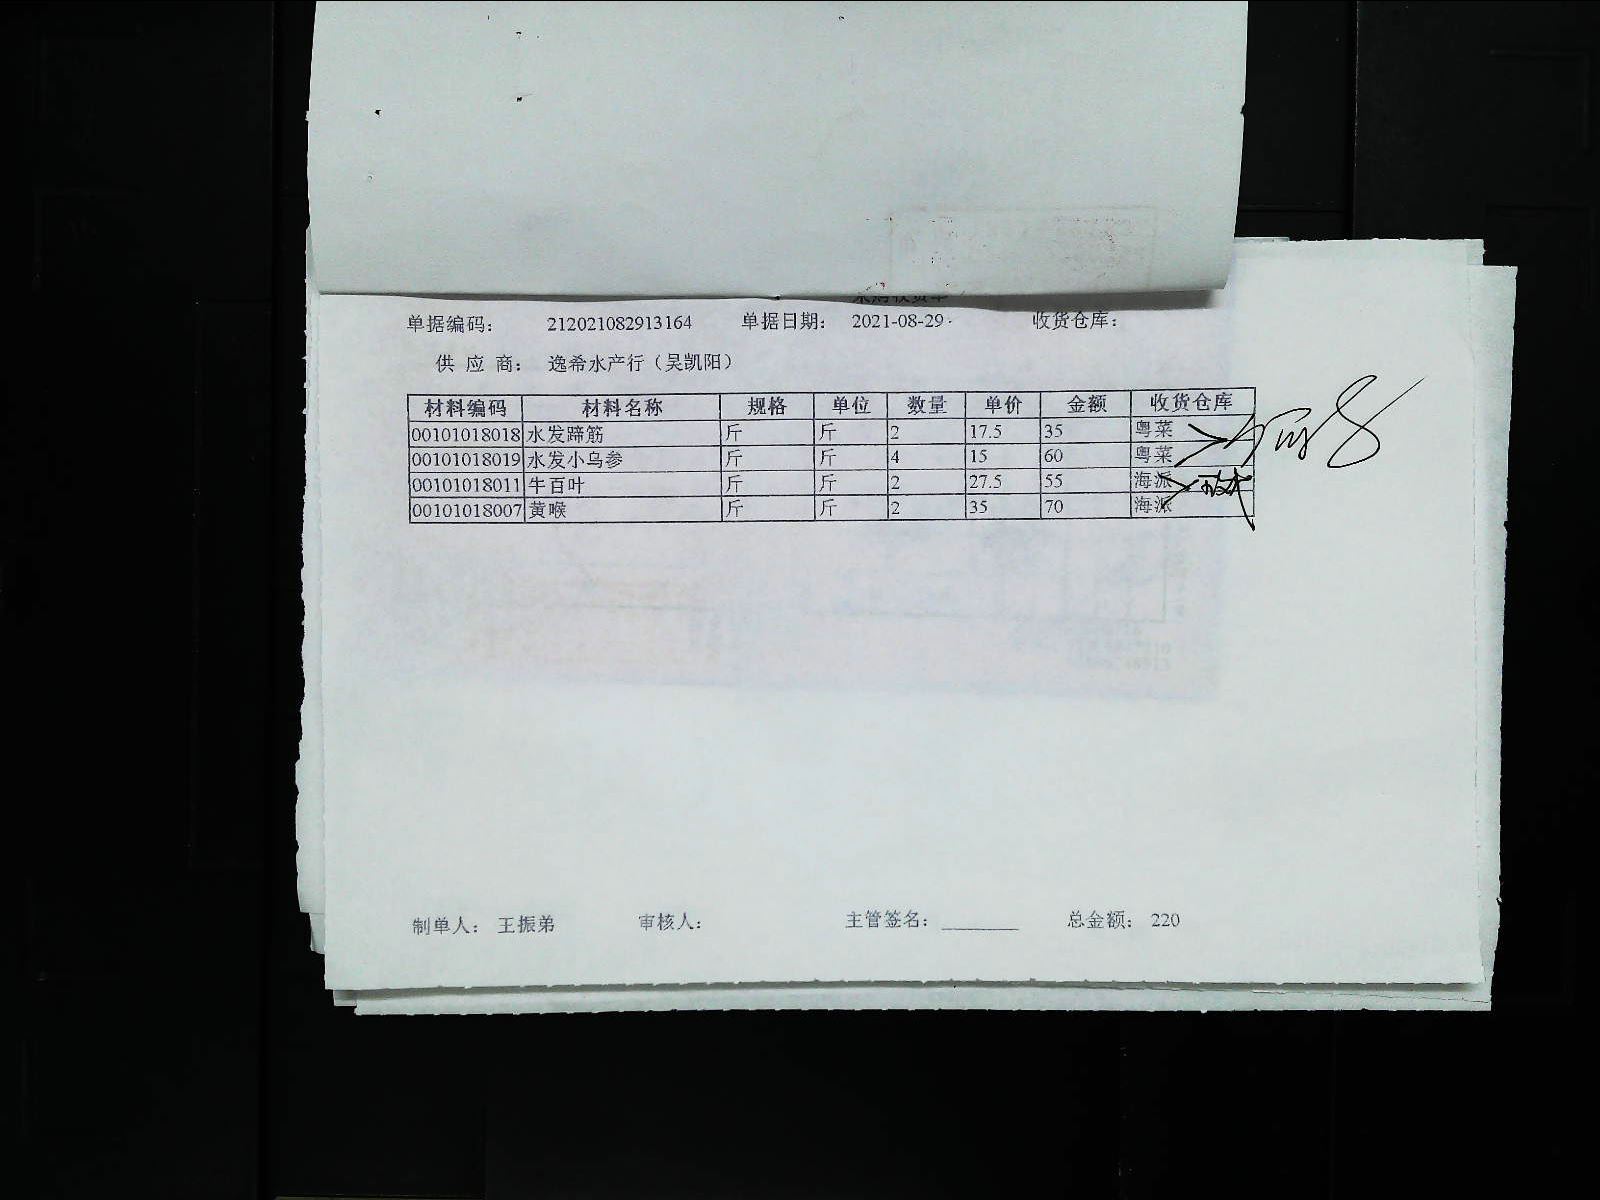 单据编码： 212021082913164 单据日期： 2021-08-29 收货仓库：
供 应 商： 逸希水产行（吴凯阳）
材料编码 材料名称 规格 单位 数量 单价 金额 收货仓库
00101018018 水发蹄筋 斤 斤 2 17.5 35 粤菜
00101018019 水发小乌参 斤 斤 4 15 60 粤菜
00101018011 牛百叶 斤 斤 2 27.5 55 海派
00101018007 黄喉 斤 斤 2 35 70 海派
制单人： 王振弟 审核人： 主管签名： 总金额： 220